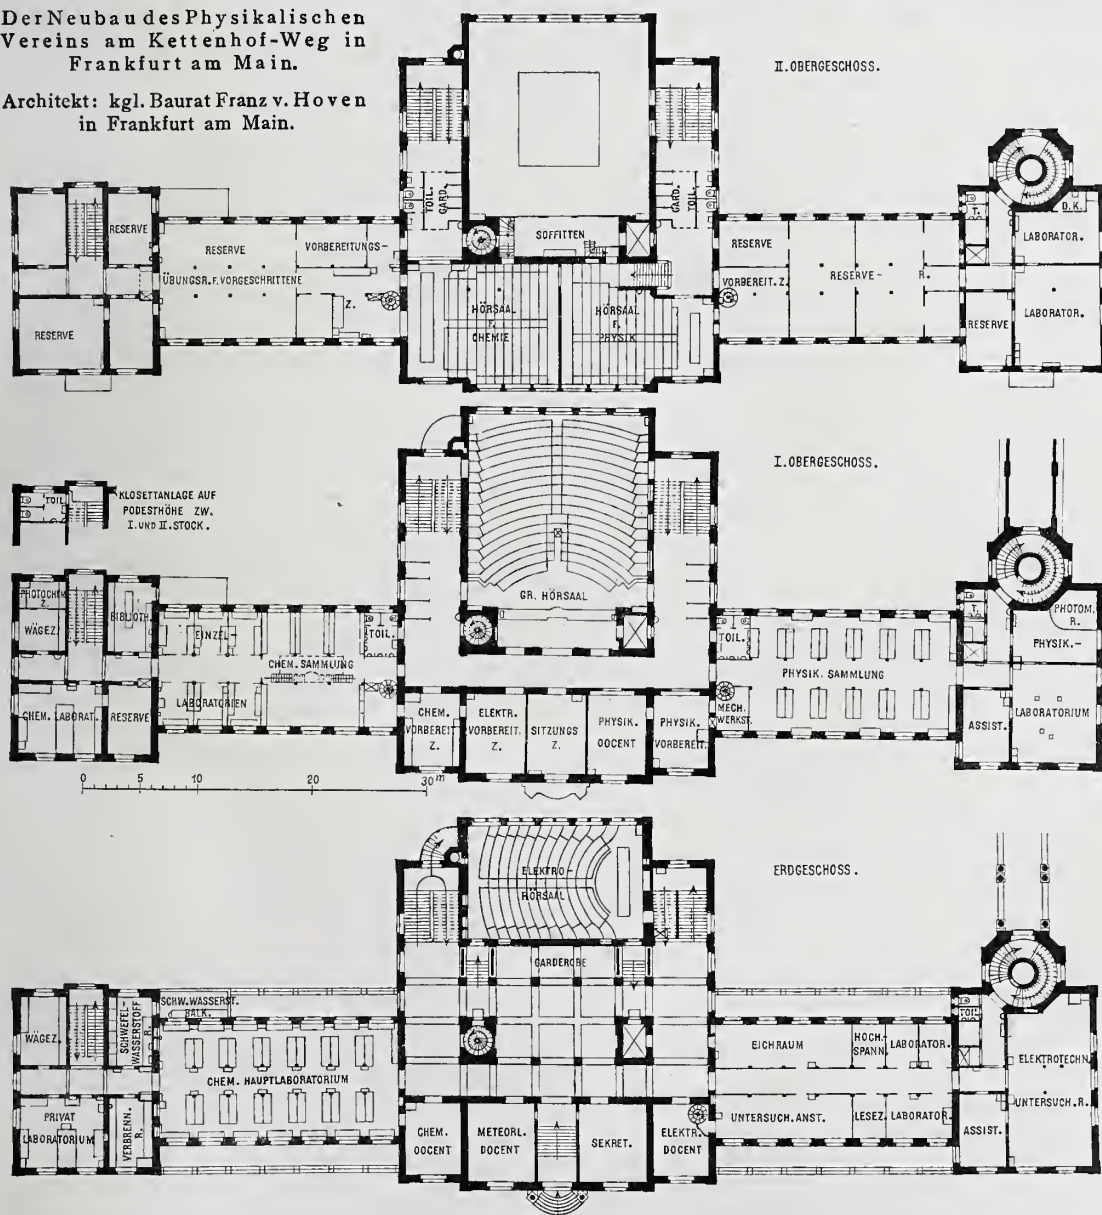 Der Neubau des Physikalischen
Vereins am Kettenhof-Weg in
Frankfurt am Main.
Architekt: kgl. Baurat Franz v. Hoven
in Frankfurt am Main.
II. OBERGESCHOSS.
RESERVE
RESERVE
RESERVE
VORBEREITUNGS-
Z.
ÜBUNGSR. F. VORGESCHRITTENE
TOIL.
GARD.
SOFFITTEN
HÖRSAAL
F.
CHEMIE
HÖRSAAL
F.
PHYSIK
GARD.
TOIL.
RESERVE
VORBEREIT. Z.
RESERVE- R.
T.
D.K.
LABORATOR.
LABORATOR.
RESERVE
I. OBERGESCHOSS.
TOIL
KLOSETTANLAGE AUF
PODESTHÖHE ZW.
I. UND II. STOCK.
PHOTOCHEM
Z.
WÄGEZ.
BIBLIOTH.
CHEM. LABORAT.
RESERVE
EINZEL-
LABORATORIEN
CHEM. SAMMLUNG
TOIL.
GR. HÖRSAAL
CHEM.
VORBEREIT
Z.
ELEKTR.
VORBEREIT.
Z.
SITZUNGS
Z.
PHYSIK.
DOCENT
PHYSIK.
VORBEREIT.
TOIL.
MECH.
WERKST.
PHYSIK. SAMMLUNG
T.
PHOTOM.
R.
PHYSIK.-
LABORATORIUM
ASSIST.
0 5 10 20 30 m
ERDGESCHOSS.
WÄGEZ.
SCHWEFEL-
WASSERSTOFF
R.
SCHW. WASSERST.
BALK.
PRIVAT
LABORATORIUM
VERBRENN.
R.
CHEM. HAUPTLABORATORIUM
ELEKTRO-
HÖRSAAL
GARDEROBE
CHEM.
DOCENT
METEORL.
DOCENT
SEKRET.
ELEKTR.
DOCENT
EICHRAUM
HOCH-
SPANN.
LABORATOR.
UNTERSUCH. ANST.
LESEZ.
LABORATOR.
TOIL
ASSIST.
ELEKTROTECHN.
UNTERSUCH. R.